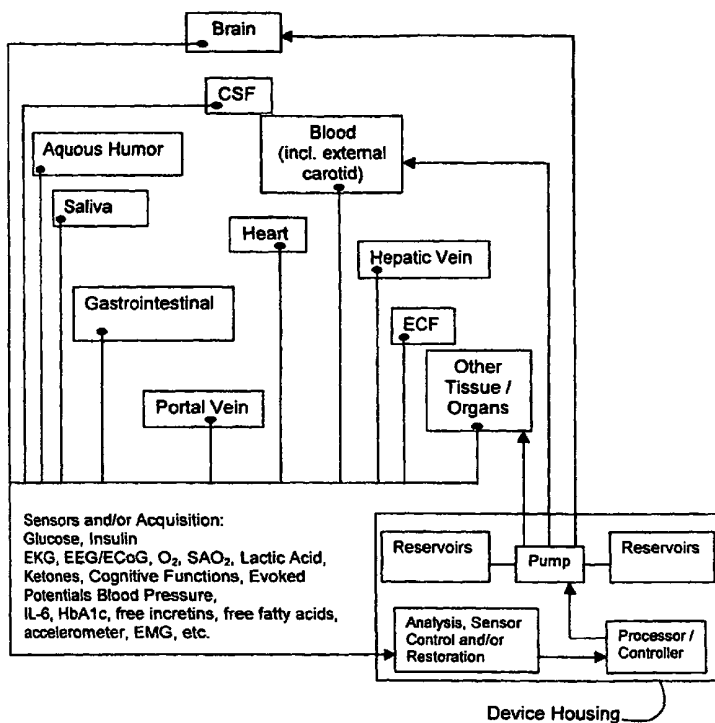 Brain
CSF
Blood
(incl. external
carotid)
Aquous Humor
Saliva
Heart
Hepatic Vein
Gastrointestinal
ECF
Other
Tissue /
Organs
Portal Vein
Sensors and/or Acquisition:
Glucose, Insulin
EKG, EEG/ECoG, O₂, SAO₂, Lactic Acid,
Ketones, Cognitive Functions, Evoked
Potentials Blood Pressure,
IL-6, HbA1c, free incretins, free fatty acids,
accelerometer, EMG, etc.
Reservoirs
Pump
Reservoirs
Analysis, Sensor
Control and/or
Restoration
Processor /
Controller
Device Housing